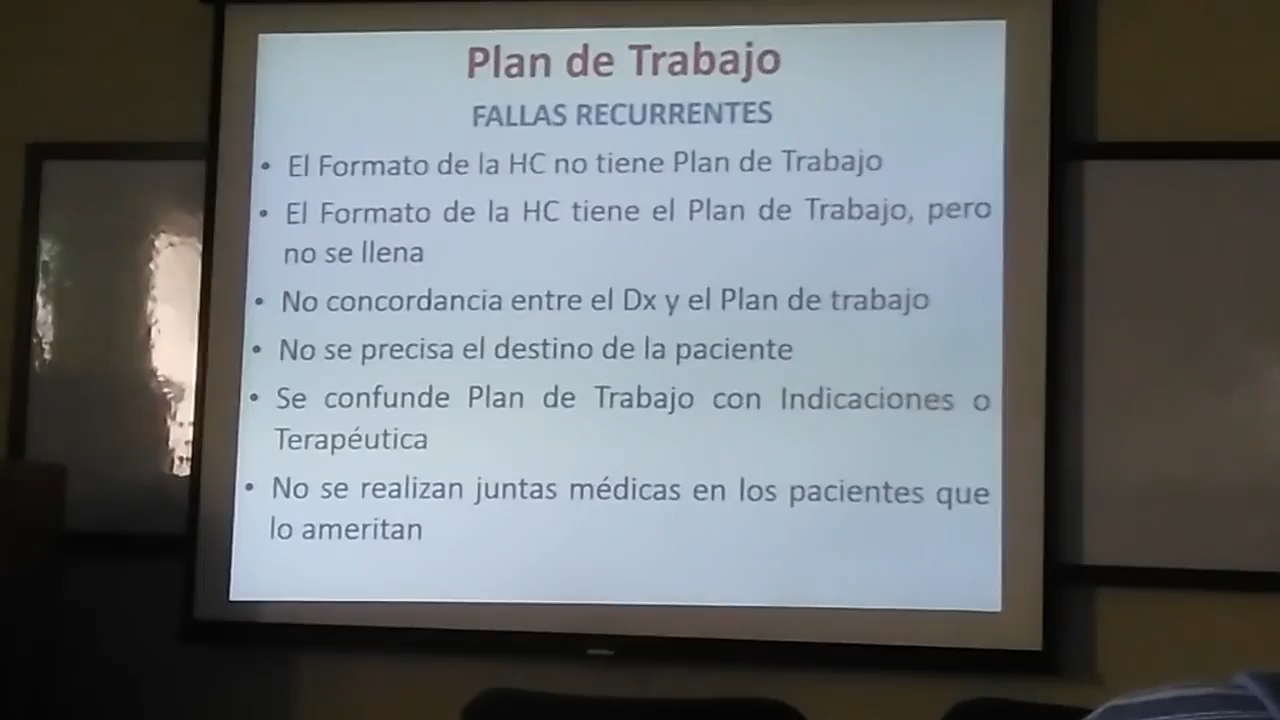 Plan de Trabajo
FALLAS RECURRENTES
• El Formato de la HC no tiene Plan de Trabajo
• El Formato de la HC tiene el Plan de Trabajo, pero
no se llena
• No concordancia entre el Dx y el Plan de trabajo
• No se precisa el destino de la paciente
• Se confunde Plan de Trabajo con Indicaciones o
Terapéutica
• No se realizan juntas médicas en los pacientes que
lo ameritan